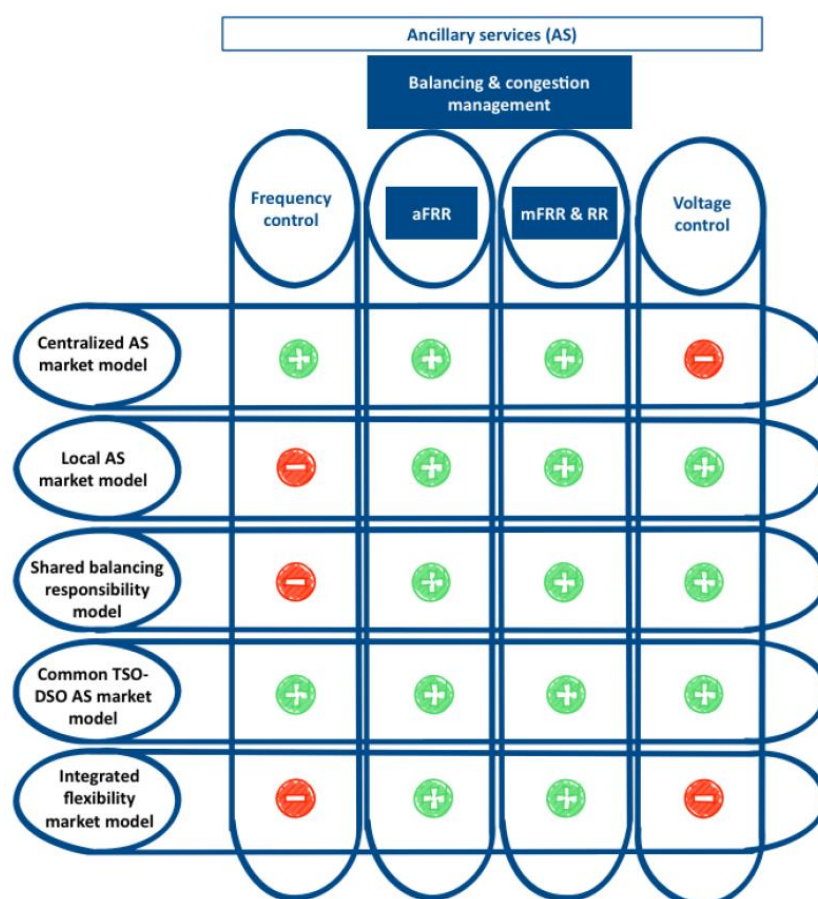 Ancillary services (AS)
Balancing & congestion
management
Frequency
control
aFRR
mFRR & RR
Voltage
control
Centralized AS
market model
Local AS
market model
Shared balancing
responsibility
model
Common TSO-
DSO AS market
model
Integrated
flexibility
market model